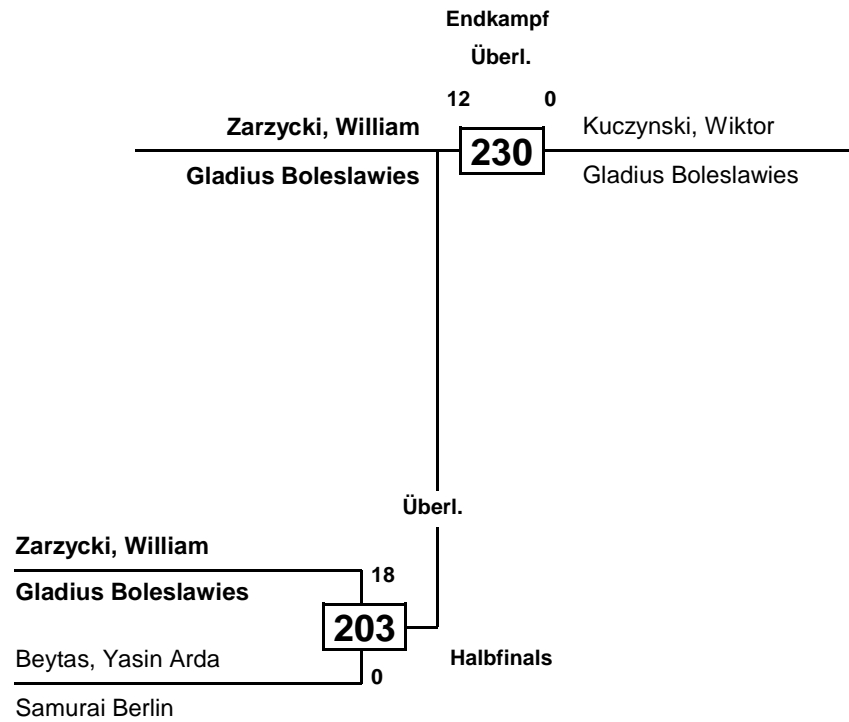 Endkampf
Überl.
12 0
Zarzycki, William
230
Kuczynski, Wiktor
Gladius Boleslawies
Gladius Boleslawies
Überl.
Zarzycki, William
18
Gladius Boleslawies
203
Beytas, Yasin Arda
Halbfinals
0
Samurai Berlin